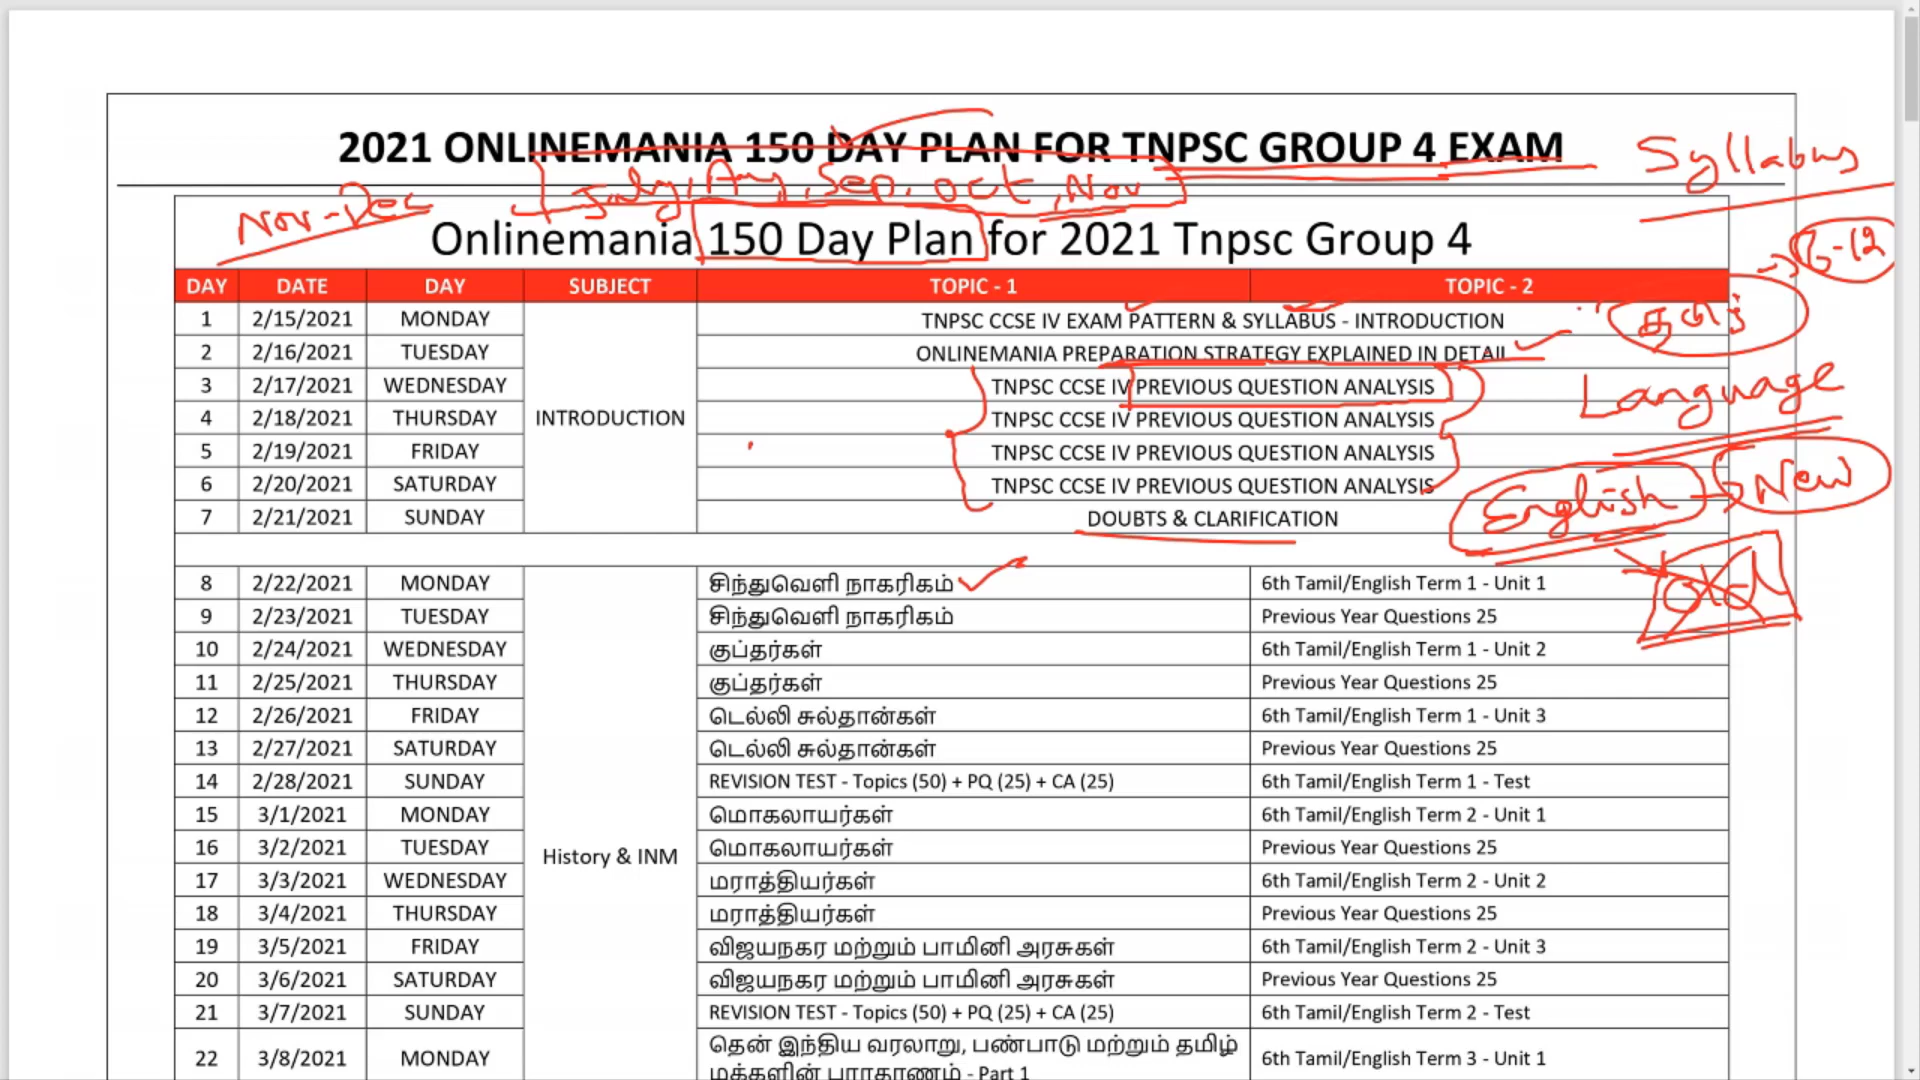 2021 ONLINEMANIA 150 DAY PLAN FOR TNPSC GROUP 4 EXAM
Syllabus
July, Aug, Sep, Oct, Nov
Nov-Dec
Onlinemania 150 Day Plan for 2021 Tnpsc Group 4
6-12
DAY DATE DAY SUBJECT TOPIC - 1 TOPIC - 2
1 2/15/2021 MONDAY TNPSC CCSE IV EXAM PATTERN & SYLLABUS - INTRODUCTION
2 2/16/2021 TUESDAY ONLINEMANIA PREPARATION STRATEGY EXPLAINED IN DETAIL
3 2/17/2021 WEDNESDAY TNPSC CCSE IV PREVIOUS QUESTION ANALYSIS
Language
4 2/18/2021 THURSDAY INTRODUCTION TNPSC CCSE IV PREVIOUS QUESTION ANALYSIS
5 2/19/2021 FRIDAY TNPSC CCSE IV PREVIOUS QUESTION ANALYSIS
6 2/20/2021 SATURDAY TNPSC CCSE IV PREVIOUS QUESTION ANALYSIS
English New
7 2/21/2021 SUNDAY DOUBTS & CLARIFICATION
8 2/22/2021 MONDAY சிந்துவெளி நாகரிகம் 6th Tamil/English Term 1 - Unit 1
Old
9 2/23/2021 TUESDAY சிந்துவெளி நாகரிகம் Previous Year Questions 25
10 2/24/2021 WEDNESDAY குப்தர்கள் 6th Tamil/English Term 1 - Unit 2
11 2/25/2021 THURSDAY குப்தர்கள் Previous Year Questions 25
12 2/26/2021 FRIDAY டெல்லி சுல்தான்கள் 6th Tamil/English Term 1 - Unit 3
13 2/27/2021 SATURDAY டெல்லி சுல்தான்கள் Previous Year Questions 25
14 2/28/2021 SUNDAY REVISION TEST - Topics (50) + PQ (25) + CA (25) 6th Tamil/English Term 1 - Test
15 3/1/2021 MONDAY மொகலாயர்கள் 6th Tamil/English Term 2 - Unit 1
16 3/2/2021 TUESDAY மொகலாயர்கள் Previous Year Questions 25
History & INM
17 3/3/2021 WEDNESDAY மராத்தியர்கள் 6th Tamil/English Term 2 - Unit 2
18 3/4/2021 THURSDAY மராத்தியர்கள் Previous Year Questions 25
19 3/5/2021 FRIDAY விஜயநகர மற்றும் பாமினி அரசுகள் 6th Tamil/English Term 2 - Unit 3
20 3/6/2021 SATURDAY விஜயநகர மற்றும் பாமினி அரசுகள் Previous Year Questions 25
21 3/7/2021 SUNDAY REVISION TEST - Topics (50) + PQ (25) + CA (25) 6th Tamil/English Term 2 - Test
22 3/8/2021 MONDAY தென் இந்திய வரலாறு, பண்பாடு மற்றும் தமிழ் 6th Tamil/English Term 3 - Unit 1
மக்களின் பாரதாரணம் - Part 1